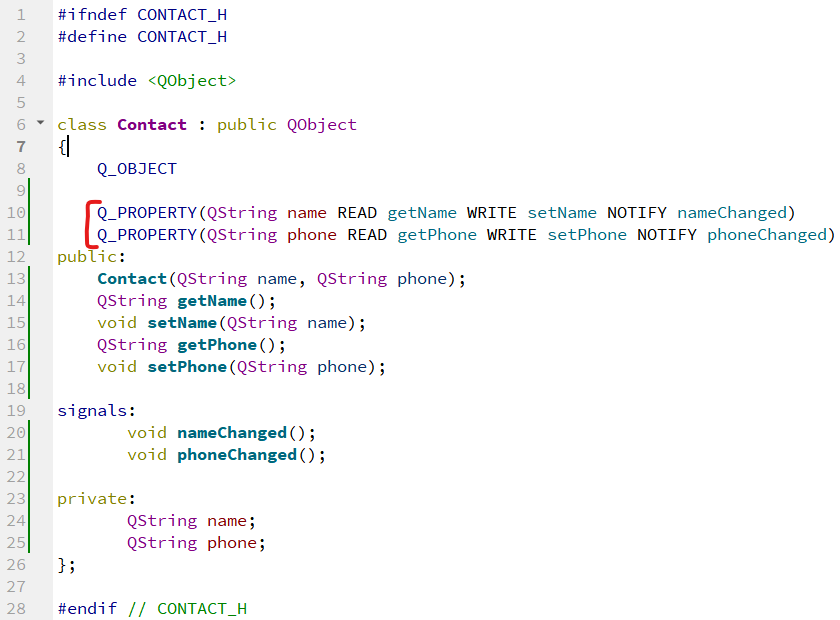 1 #ifndef CONTACT_H
2 #define CONTACT_H
3
4 #include <QObject>
5
6 class Contact : public QObject
7 {
8     Q_OBJECT
9
10     Q_PROPERTY(QString name READ getName WRITE setName NOTIFY nameChanged)
11     Q_PROPERTY(QString phone READ getPhone WRITE setPhone NOTIFY phoneChanged)
12 public:
13     Contact(QString name, QString phone);
14     QString getName();
15     void setName(QString name);
16     QString getPhone();
17     void setPhone(QString phone);
18
19 signals:
20        void nameChanged();
21        void phoneChanged();
22
23 private:
24        QString name;
25        QString phone;
26 };
27
28 #endif // CONTACT_H